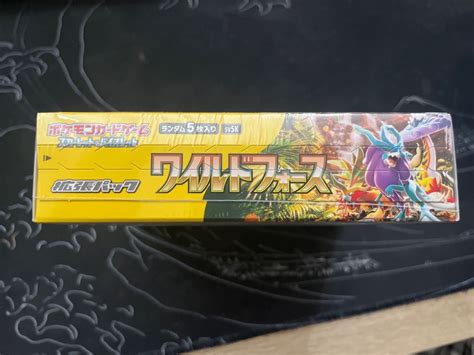 ポケモンカードゲーム
スカーレット&バイオレット
ランダム5枚入り SV5K
拡張パック
ワイルドフォース